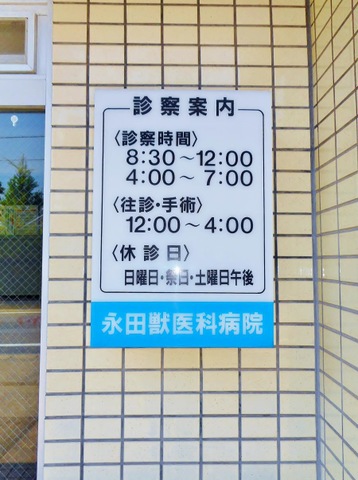 診察案内
〈診察時間〉
8:30～12:00
4:00～7:00
〈往診・手術〉
12:00～4:00
〈休診日〉
日曜日・祭日・土曜日午後
永田獣医科病院